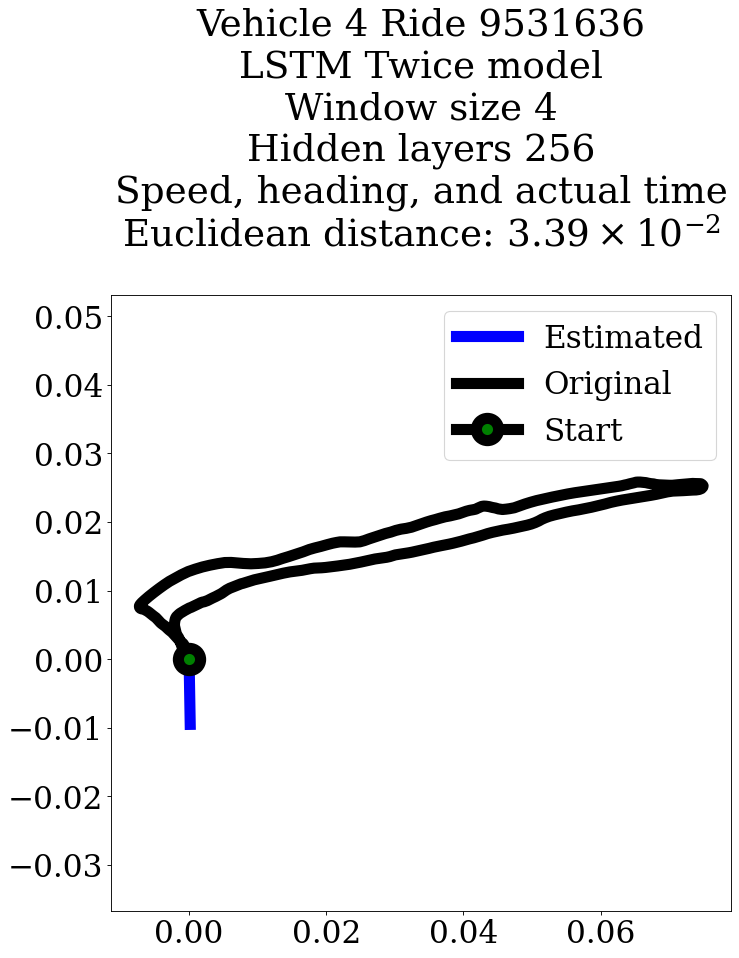 Vehicle 4 Ride 9531636
LSTM Twice model
Window size 4
Hidden layers 256
Speed, heading, and actual time
Euclidean distance: 3.39 × 10⁻²
Estimated
Original
Start
0.05
0.04
0.03
0.02
0.01
0.00
−0.01
−0.02
−0.03
0.00 0.02 0.04 0.06